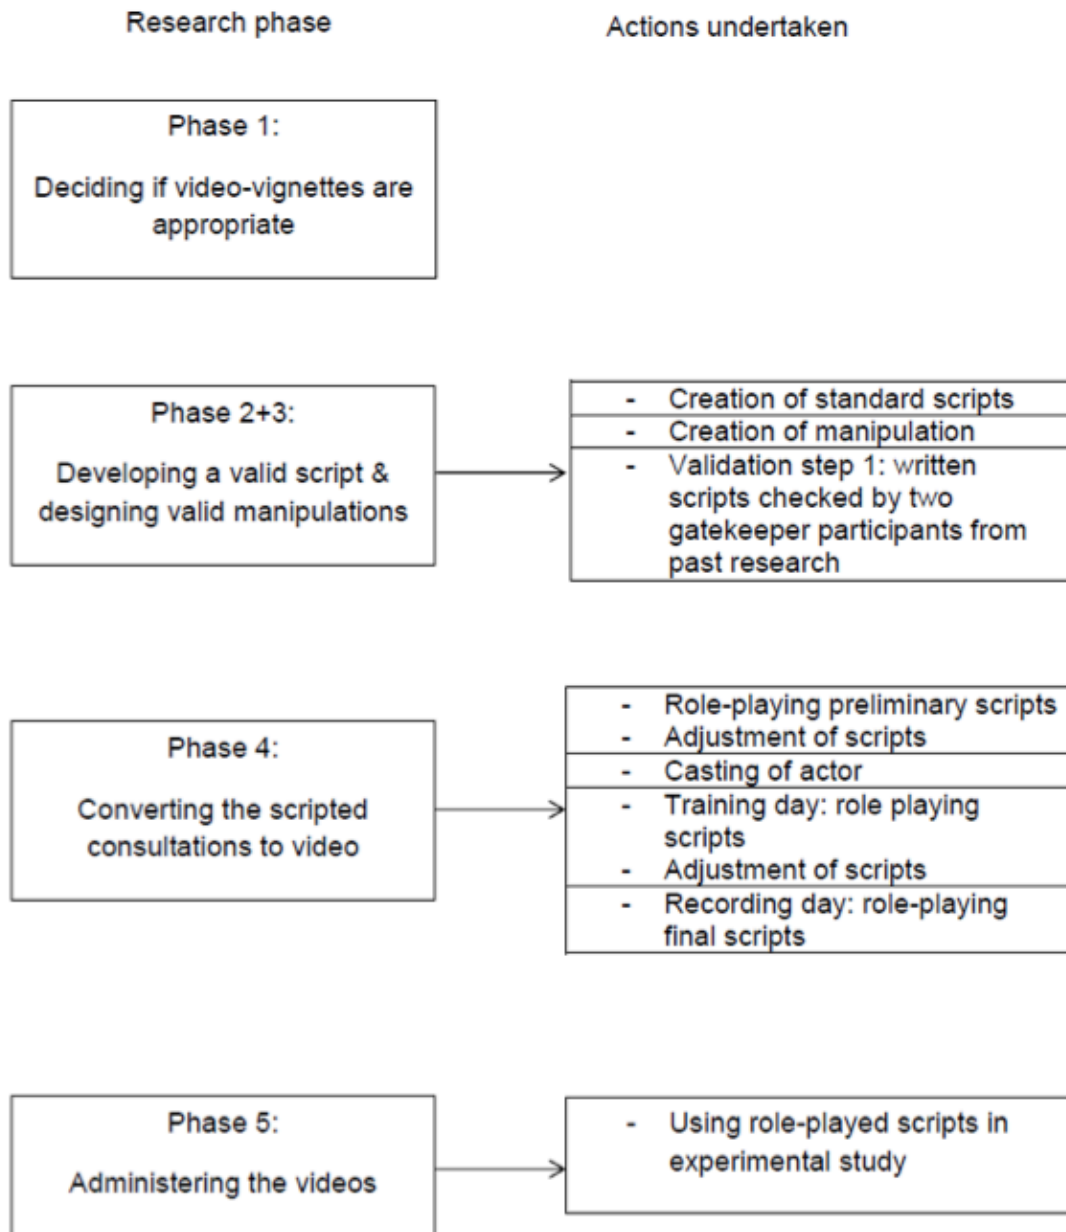 Research phase
Actions undertaken
Phase 1:
Deciding if video-vignettes are
appropriate
Phase 2+3:
Developing a valid script &
designing valid manipulations
- Creation of standard scripts
- Creation of manipulation
- Validation step 1: written
scripts checked by two
gatekeeper participants from
past research
Phase 4:
Converting the scripted
consultations to video
- Role-playing preliminary scripts
- Adjustment of scripts
- Casting of actor
- Training day: role playing
scripts
- Adjustment of scripts
- Recording day: role-playing
final scripts
Phase 5:
Administering the videos
- Using role-played scripts in
experimental study